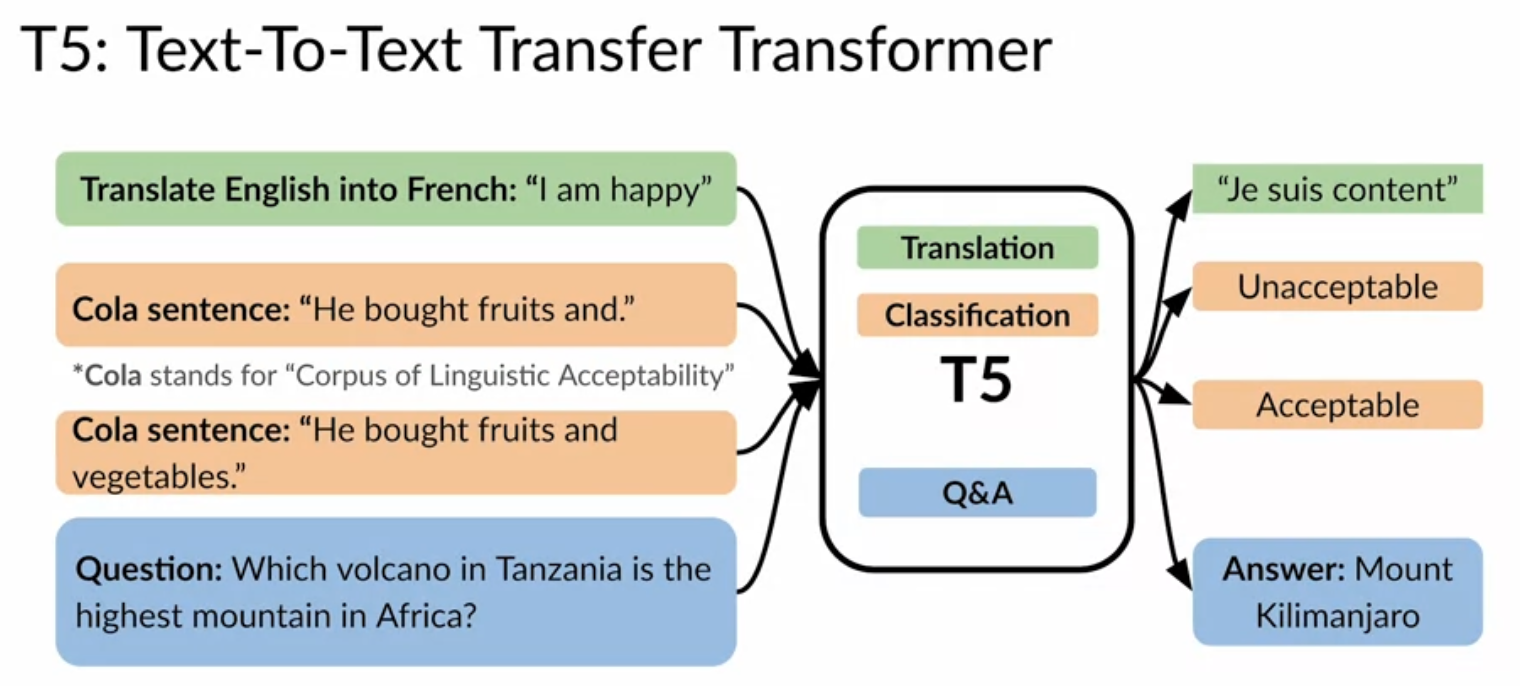 T5: Text-To-Text Transfer Transformer
Translate English into French: “I am happy”
Cola sentence: “He bought fruits and.”
*Cola stands for “Corpus of Linguistic Acceptability”
Cola sentence: “He bought fruits and
vegetables.”
Question: Which volcano in Tanzania is the
highest mountain in Africa?
Translation
Classification
T5
Q&A
“Je suis content”
Unacceptable
Acceptable
Answer: Mount
Kilimanjaro